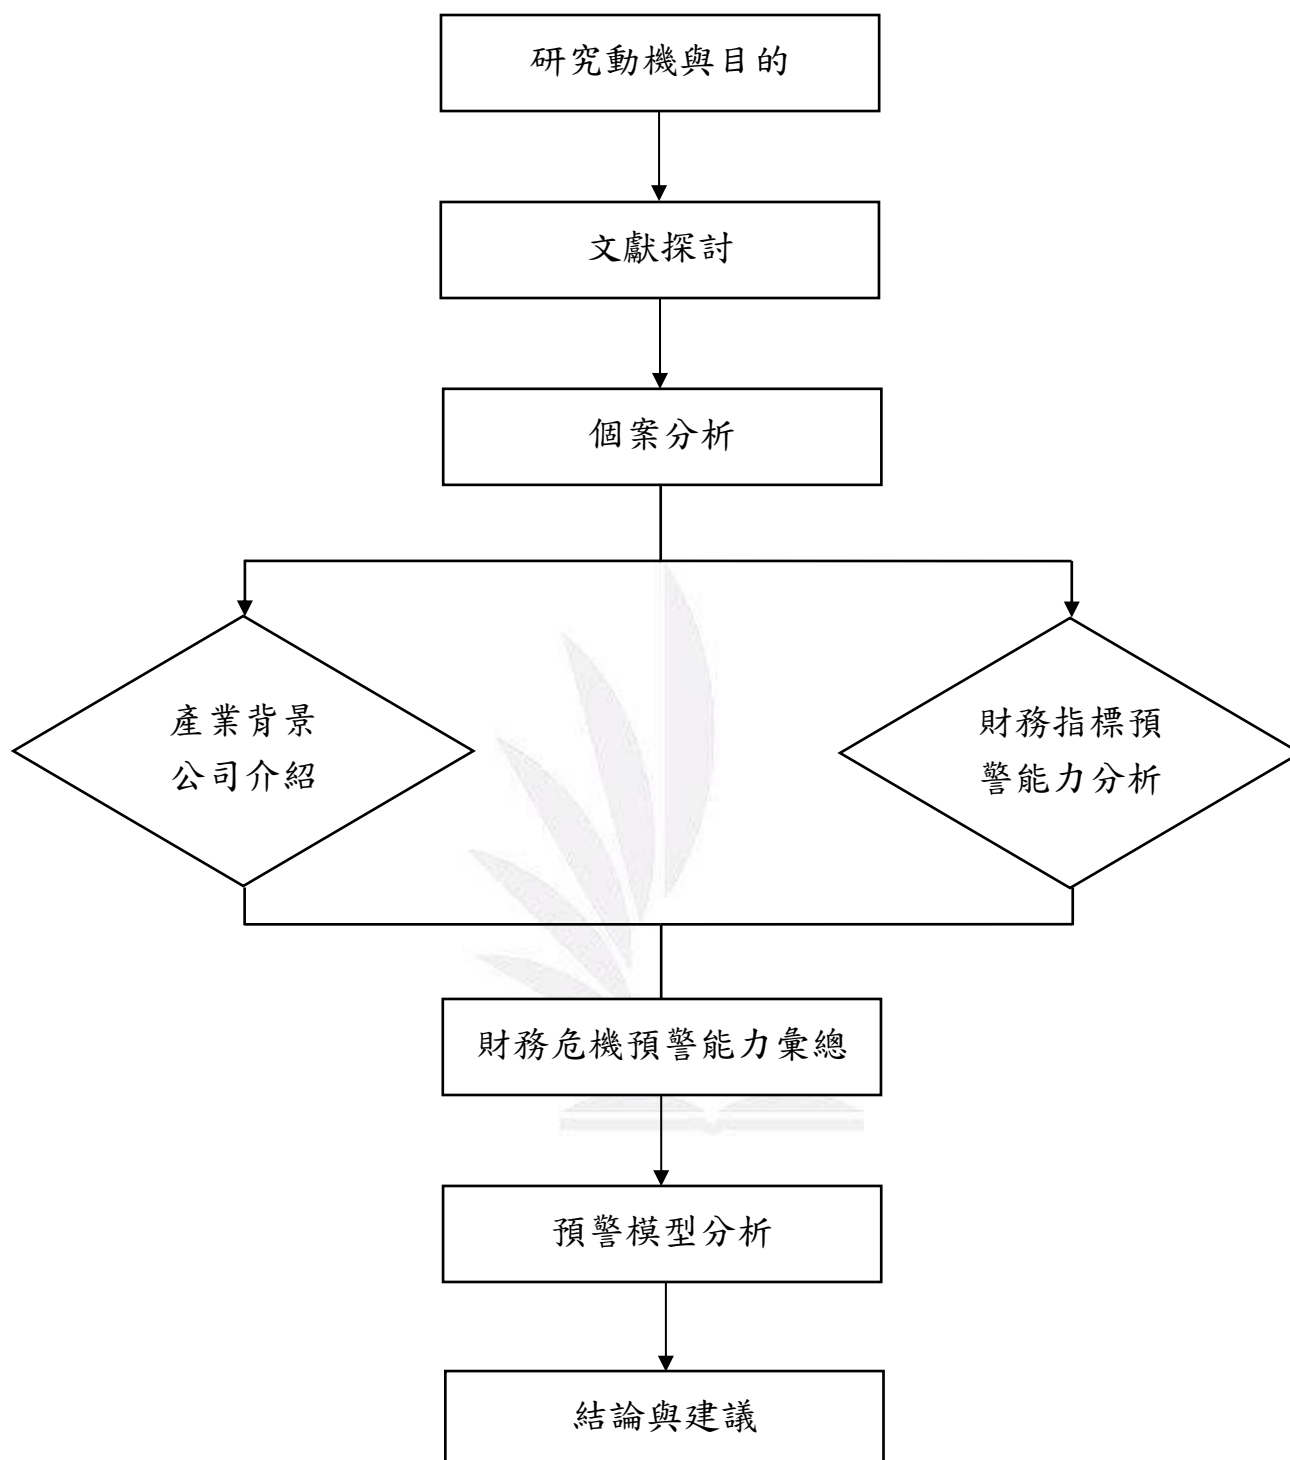 研究動機與目的
文獻探討
個案分析
產業背景
公司介紹
財務指標預
警能力分析
財務危機預警能力彙總
預警模型分析
結論與建議